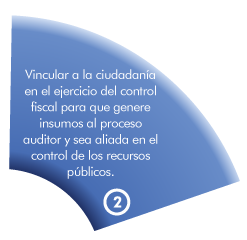 Vincular a la ciudadanía
en el ejercicio del control
fiscal para que genere
insumos al proceso
auditor y sea aliada en el
control de los recursos
públicos.
2